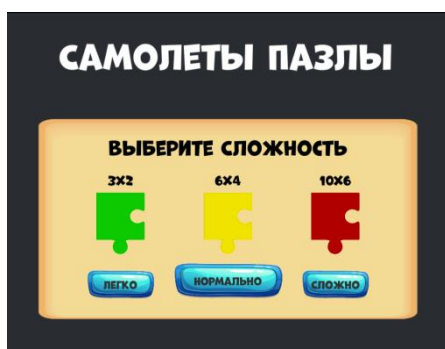 САМОЛЕТЫ ПАЗЛЫ
ВЫБЕРИТЕ СЛОЖНОСТЬ
3X2 6X4 10X6
ЛЕГКО НОРМАЛЬНО СЛОЖНО